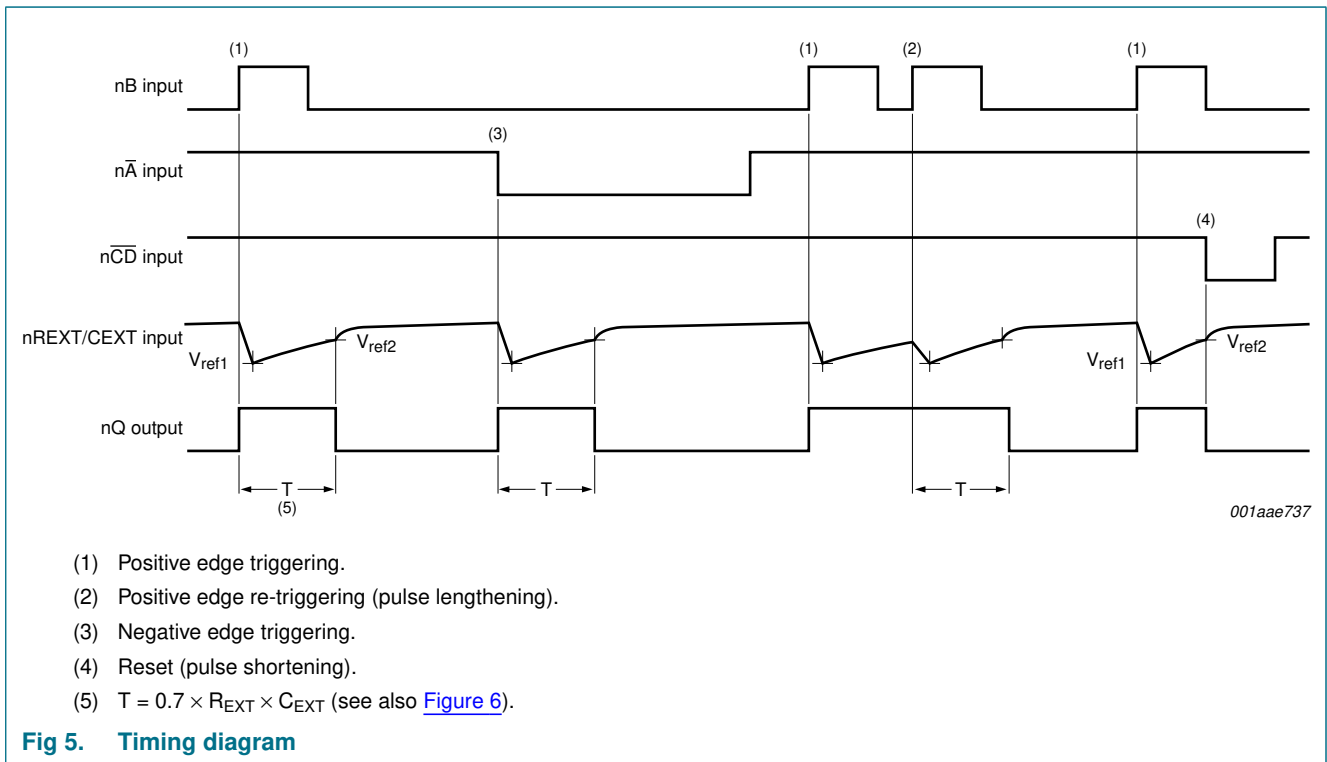 (1) (1) (2) (1)
nB input
(3)
nA̅ input
(4)
nC̅D̅ input
nREXT/CEXT input
Vref1 Vref2 Vref1 Vref2
nQ output
T T T
(5)
001aae737
(1) Positive edge triggering.
(2) Positive edge re-triggering (pulse lengthening).
(3) Negative edge triggering.
(4) Reset (pulse shortening).
(5) T = 0.7 × REXT × CEXT (see also Figure 6).
Fig 5. Timing diagram